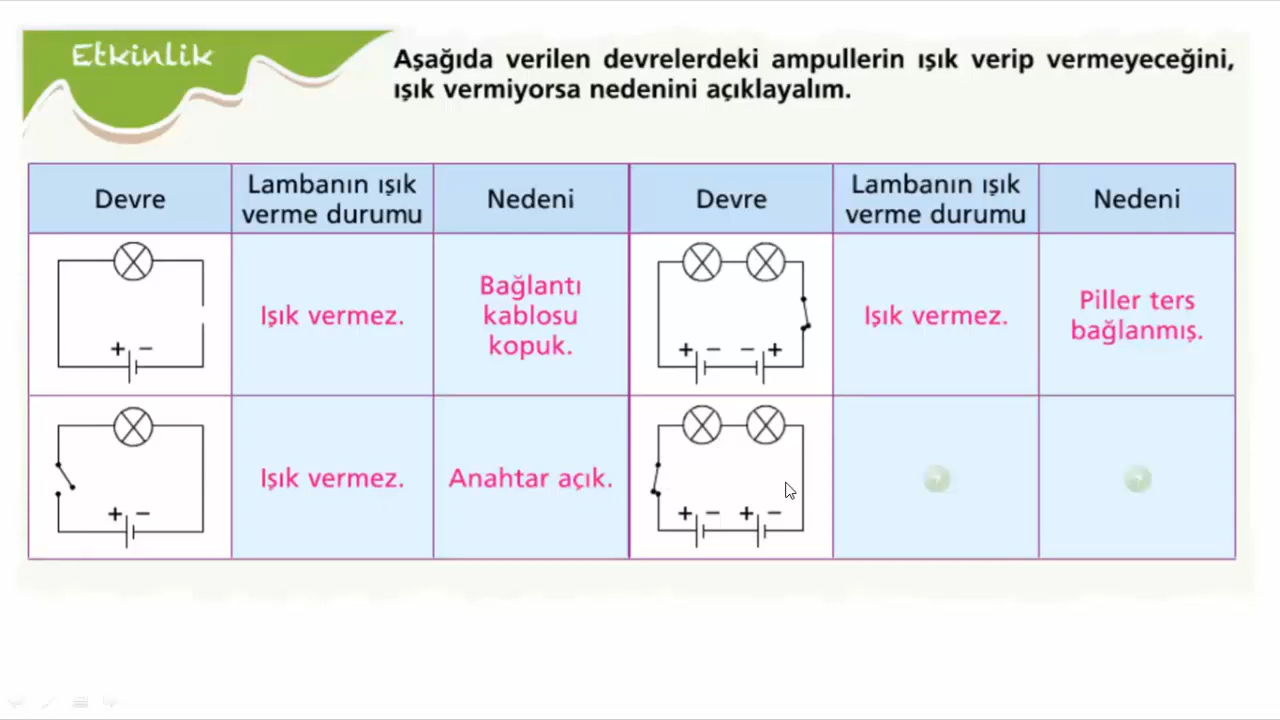 Etkinlik
Aşağıda verilen devrelerdeki ampullerin ışık verip vermeyeceğini,
ışık vermiyorsa nedenini açıklayalım.
Devre
Lambanın ışık
verme durumu
Nedeni
Devre
Lambanın ışık
verme durumu
Nedeni
+ −
Işık vermez.
Bağlantı
kablosu
kopuk.
+ − − +
Işık vermez.
Piller ters
bağlanmış.
+ −
Işık vermez.
Anahtar açık.
+ − + −